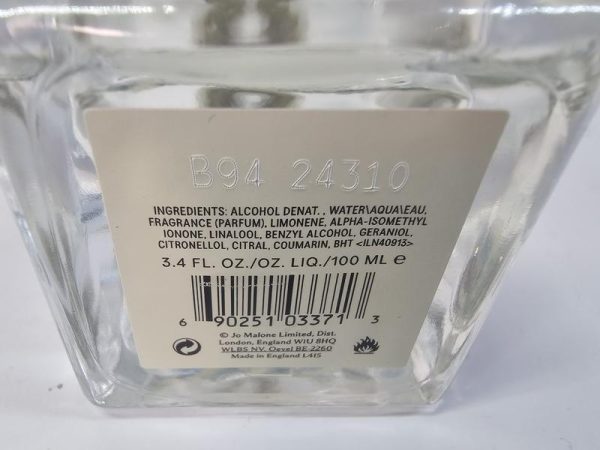 B94 24310
INGREDIENTS: ALCOHOL DENAT. , WATER\AQUA\EAU,
FRAGRANCE (PARFUM), LIMONENE, ALPHA-ISOMETHYL
IONONE, LINALOOL, BENZYL ALCOHOL, GERANIOL,
CITRONELLOL, CITRAL, COUMARIN, BHT <ILN40913>
3.4 FL. OZ./OZ. LIQ./100 ML ℮
6 90251 03371 3
© Jo Malone Limited, Dist.
London, England W1U 8HQ
WLBS NV. Oevel BE-2260
Made in England L415